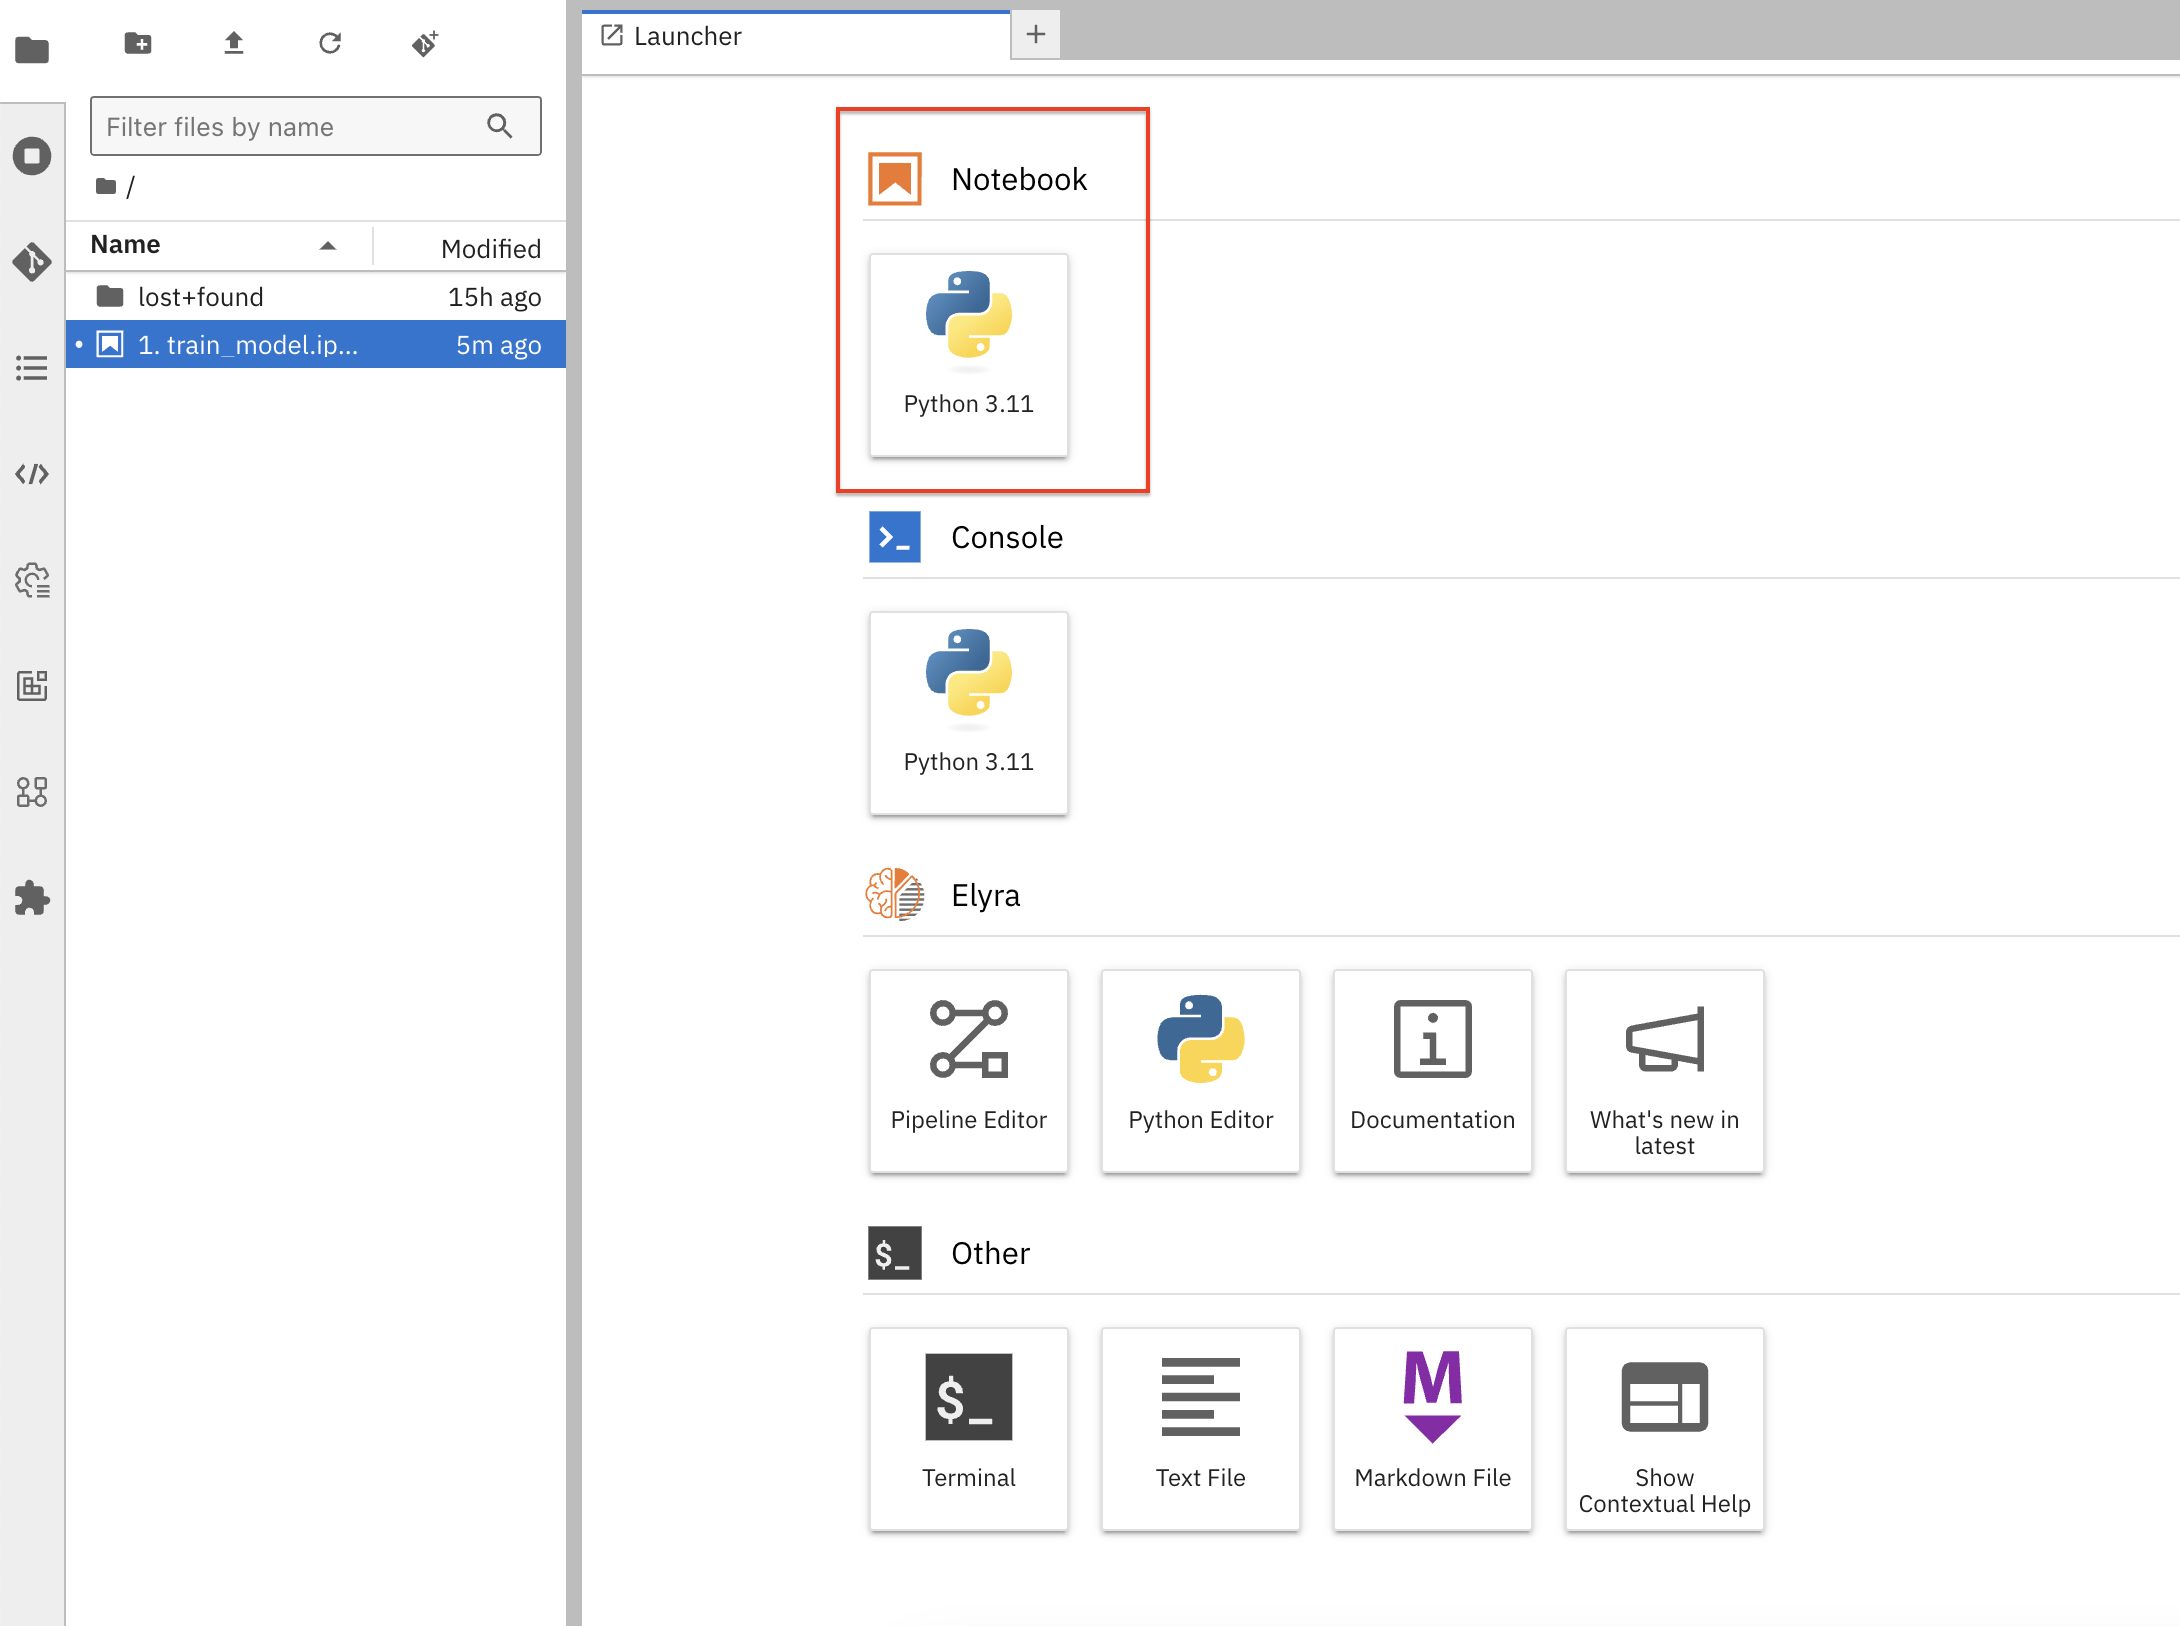 Launcher
Filter files by name
/
Name Modified
lost+found 15h ago
1. train_model.ip... 5m ago
Notebook
Python 3.11
>_ Console
Python 3.11
Elyra
Pipeline Editor
Python Editor
Documentation
What's new in
latest
$_ Other
$_
Terminal
Text File
M
Markdown File
Show
Contextual Help